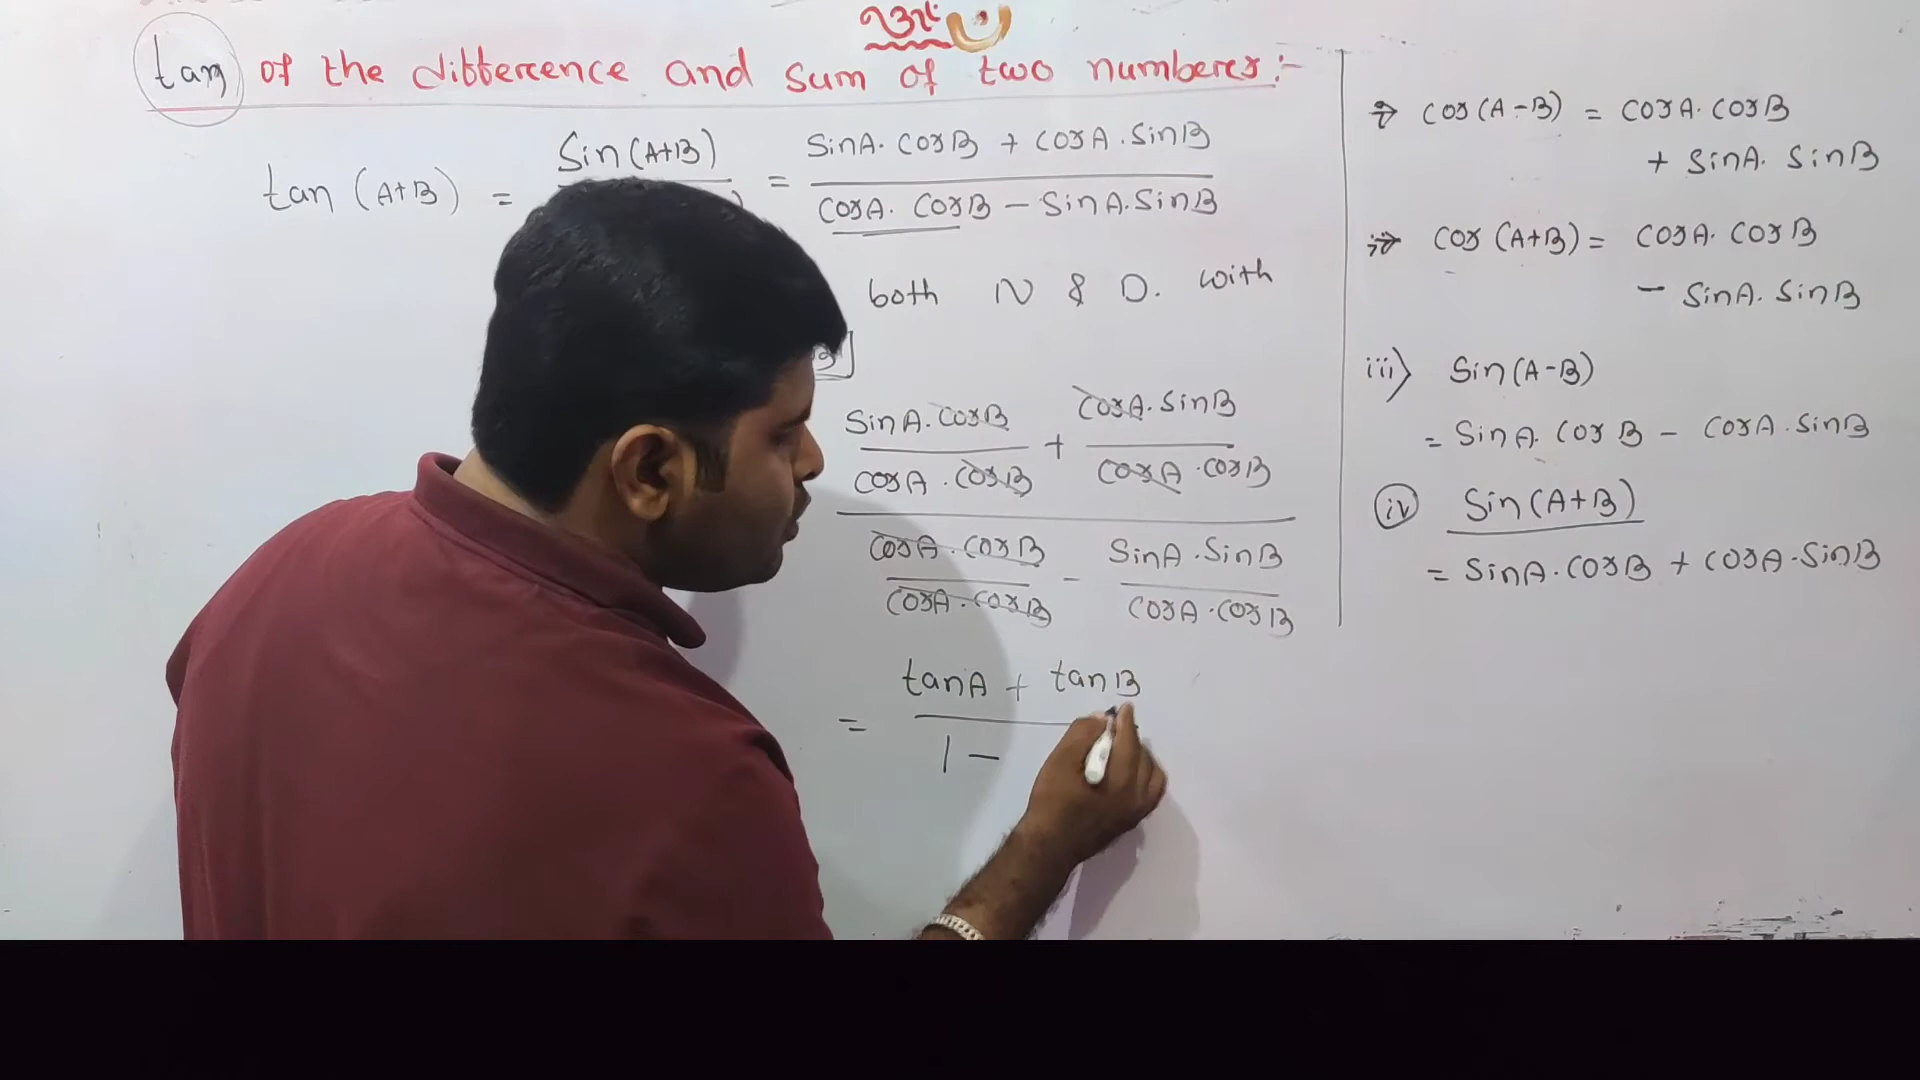 tan of the difference and sum of two numbers:-
tan (A+B) = Sin(A+B) = SinA. CosB + CosA. SinB
CosA. CosB - SinA. SinB
both N & D. with
B]
SinA. CosB + CosA. SinB
CosA. CosB CosA. CosB
CosA. CosB - SinA. SinB
CosA. CosB CosA. CosB
= tanA + tanB
1 -
i> cos(A-B) = CosA. CosB
+ SinA. SinB
ii> Cos (A+B) = CosA. CosB
- SinA. SinB
iii) Sin(A-B)
= SinA. CosB - CosA. SinB
iv Sin(A+B)
= SinA. CosB + CosA. SinB